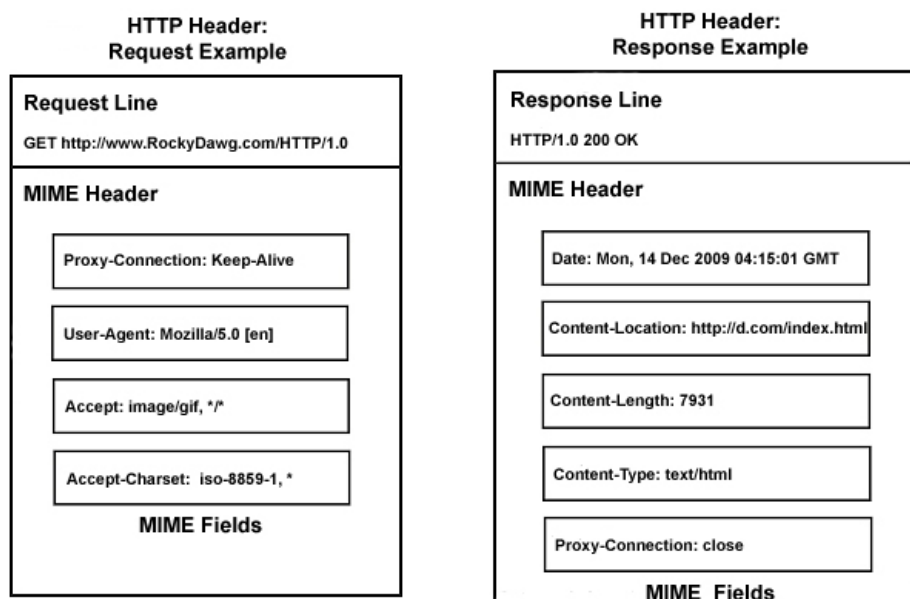 HTTP Header:
Request Example
Request Line
GET http://www.RockyDawg.com/HTTP/1.0
MIME Header
Proxy-Connection: Keep-Alive
User-Agent: Mozilla/5.0 [en]
Accept: image/gif, */*
Accept-Charset:  iso-8859-1, *
MIME Fields
HTTP Header:
Response Example
Response Line
HTTP/1.0 200 OK
MIME Header
Date: Mon, 14 Dec 2009 04:15:01 GMT
Content-Location: http://d.com/index.html
Content-Length: 7931
Content-Type: text/html
Proxy-Connection: close
MIME  Fields